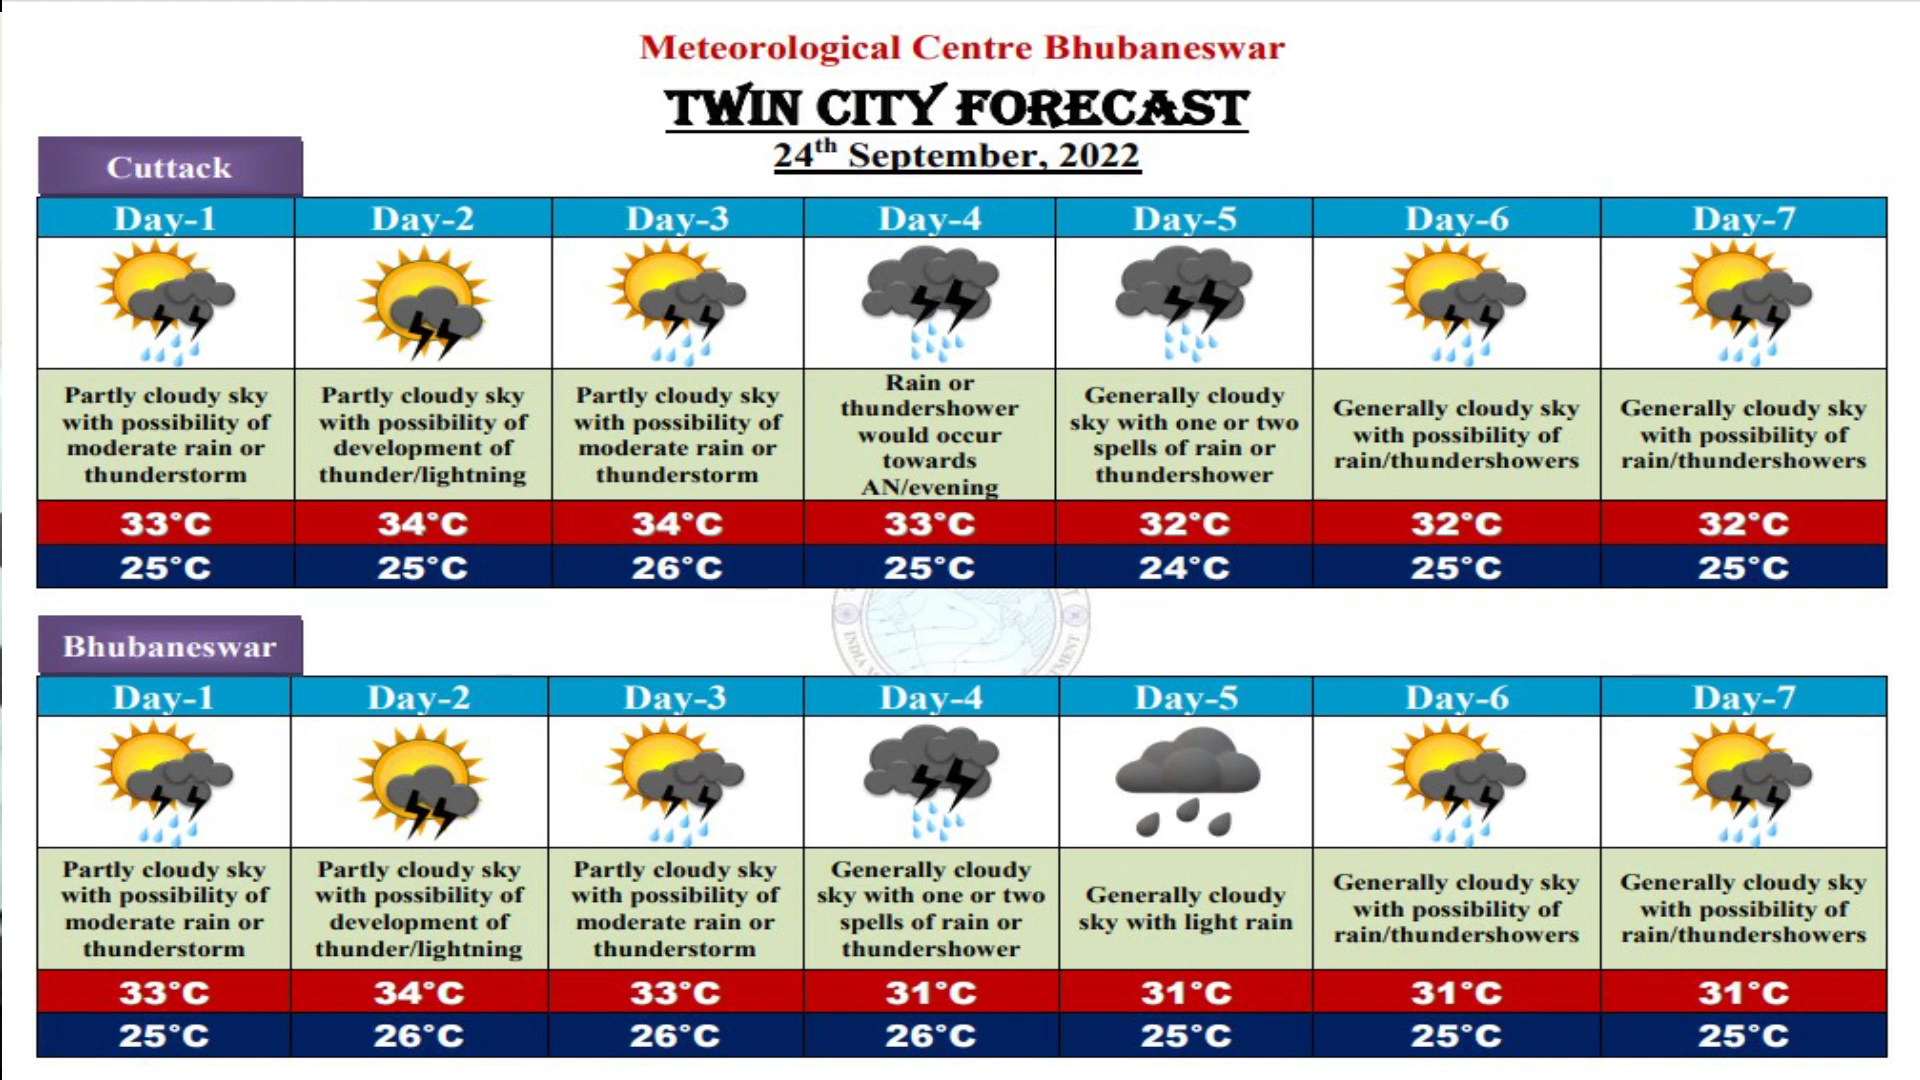 Meteorological Centre Bhubaneswar
TWIN CITY FORECAST
24th September, 2022
Cuttack
Day-1 Day-2 Day-3 Day-4 Day-5 Day-6 Day-7
Partly cloudy sky
with possibility of
moderate rain or
thunderstorm
Partly cloudy sky
with possibility of
development of
thunder/lightning
Partly cloudy sky
with possibility of
moderate rain or
thunderstorm
Rain or
thundershower
would occur
towards
AN/evening
Generally cloudy
sky with one or two
spells of rain or
thundershower
Generally cloudy sky
with possibility of
rain/thundershowers
Generally cloudy sky
with possibility of
rain/thundershowers
33°C 34°C 34°C 33°C 32°C 32°C 32°C
25°C 25°C 26°C 25°C 24°C 25°C 25°C
INDIA
Bhubaneswar
Day-1 Day-2 Day-3 Day-4 Day-5 Day-6 Day-7
Partly cloudy sky
with possibility of
moderate rain or
thunderstorm
Partly cloudy sky
with possibility of
development of
thunder/lightning
Partly cloudy sky
with possibility of
moderate rain or
thunderstorm
Generally cloudy
sky with one or two
spells of rain or
thundershower
Generally cloudy
sky with light rain
Generally cloudy sky
with possibility of
rain/thundershowers
Generally cloudy sky
with possibility of
rain/thundershowers
33°C 34°C 33°C 31°C 31°C 31°C 31°C
25°C 26°C 26°C 26°C 25°C 25°C 25°C